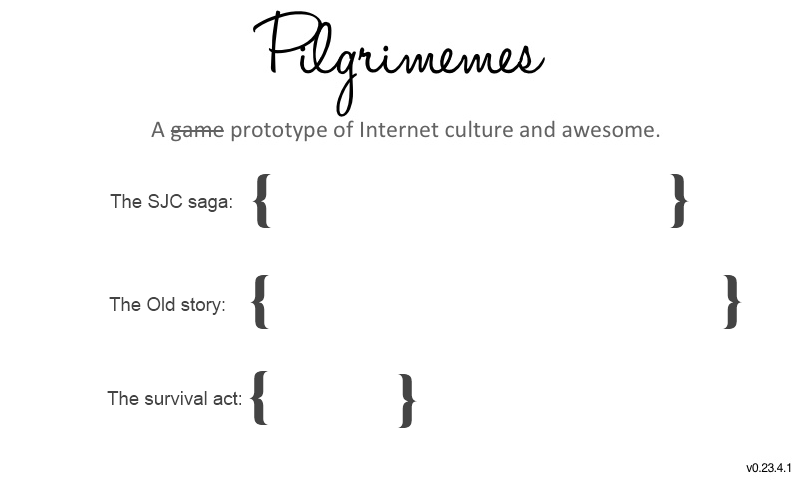 Pilgrimemes
A game prototype of Internet culture and awesome.
The SJC saga: { }
The Old story: { }
The survival act: { }
v0.23.4.1